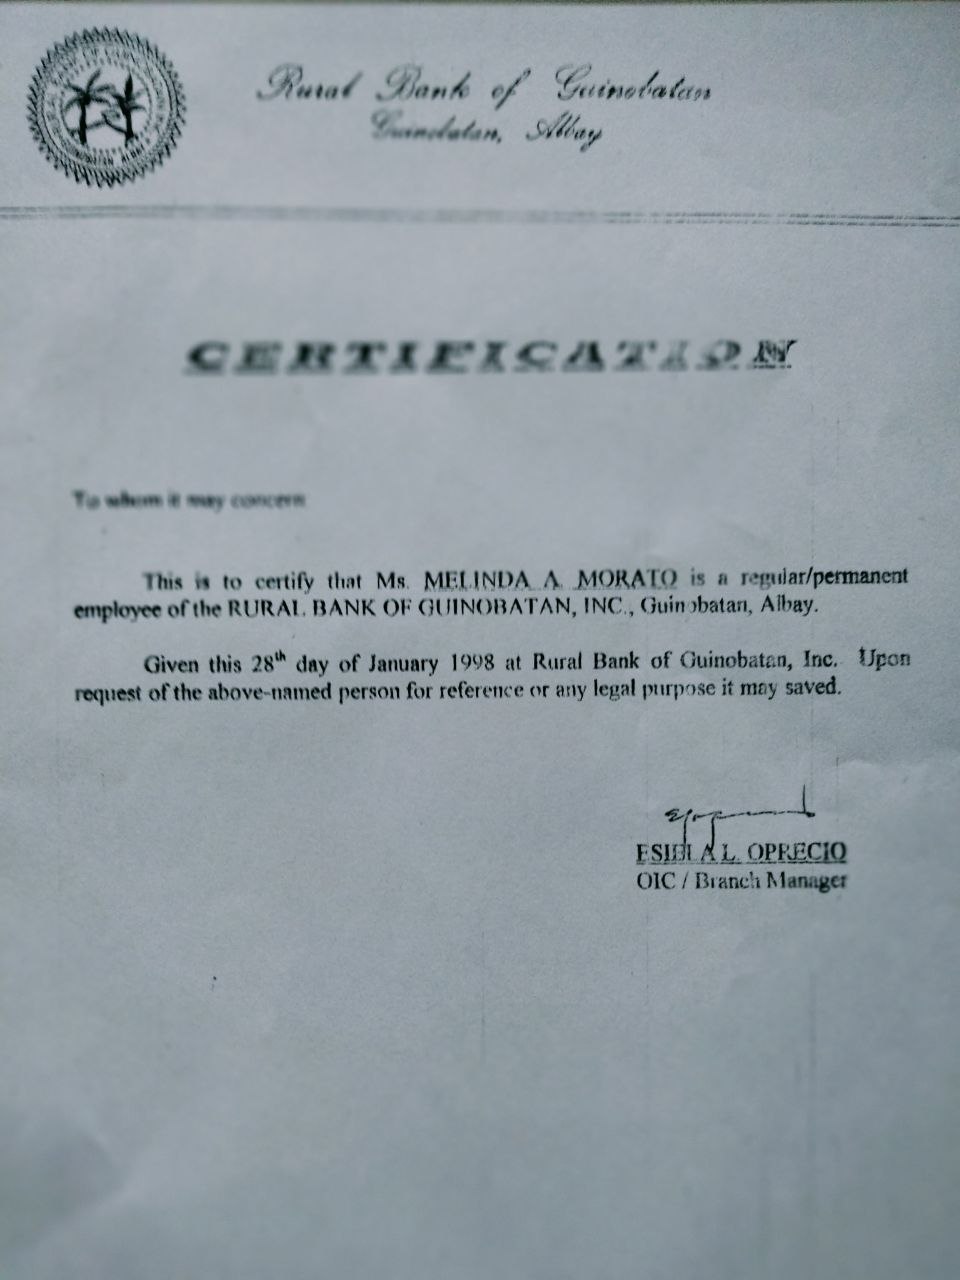 Rural Bank of Guinobatan
Guinobatan, Albay
CERTIFICATION
To whom it may concern
This is to certify that Ms. MELINDA A. MORATO is a regular/permanent
employee of the RURAL BANK OF GUINOBATAN, INC., Guinobatan, Albay.
Given this 28th day of January 1998 at Rural Bank of Guinobatan, Inc. Upon
request of the above-named person for reference or any legal purpose it may saved.
L. OPRECIO
OIC / Branch Manager